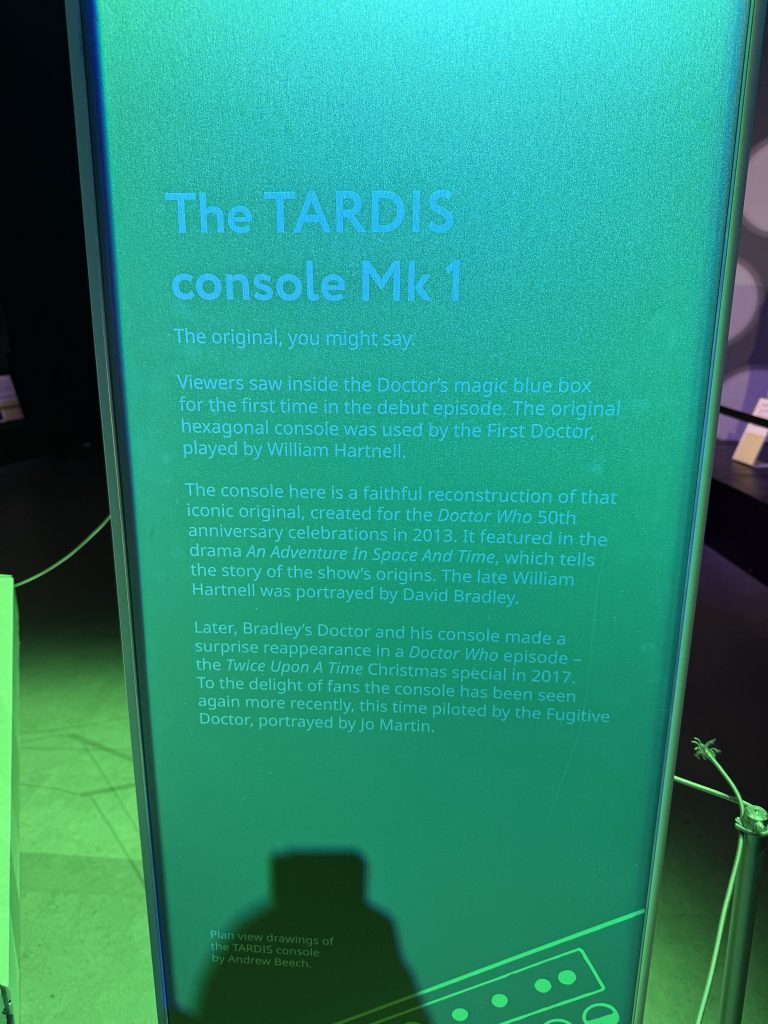 The TARDIS
console Mk 1
The original, you might say.
Viewers saw inside the Doctor's magic blue box
for the first time in the debut episode. The original
hexagonal console was used by the First Doctor,
played by William Hartnell.
The console here is a faithful reconstruction of that
iconic original, created for the Doctor Who 50th
anniversary celebrations in 2013. It featured in the
drama An Adventure In Space And Time, which tells
the story of the show's origins. The late William
Hartnell was portrayed by David Bradley.
Later, Bradley's Doctor and his console made a
surprise reappearance in a Doctor Who episode –
the Twice Upon A Time Christmas special in 2017.
To the delight of fans the console has been seen
again more recently, this time piloted by the Fugitive
Doctor, portrayed by Jo Martin.
Plan view drawings of
the TARDIS console
by Andrew Beech.